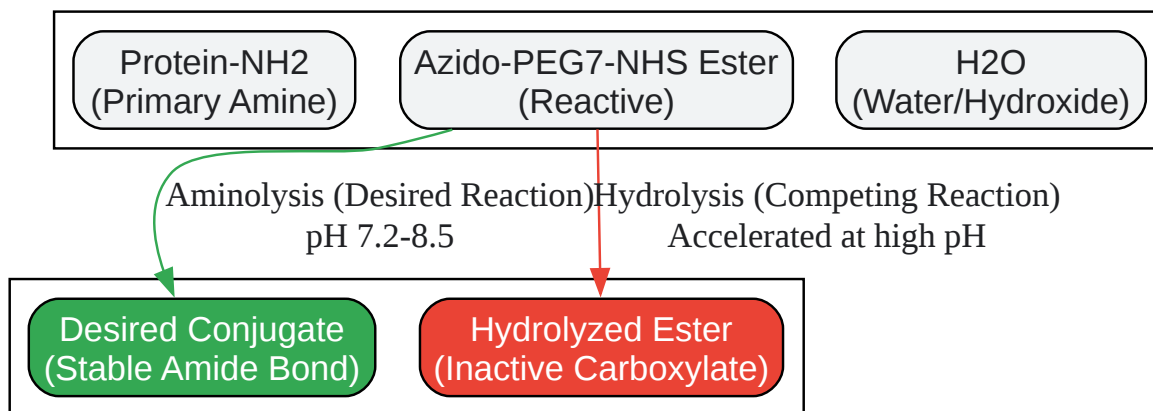 Protein-NH2
(Primary Amine)
Azido-PEG7-NHS Ester
(Reactive)
H2O
(Water/Hydroxide)
Aminolysis (Desired Reaction)
pH 7.2-8.5
Hydrolysis (Competing Reaction)
Accelerated at high pH
Desired Conjugate
(Stable Amide Bond)
Hydrolyzed Ester
(Inactive Carboxylate)